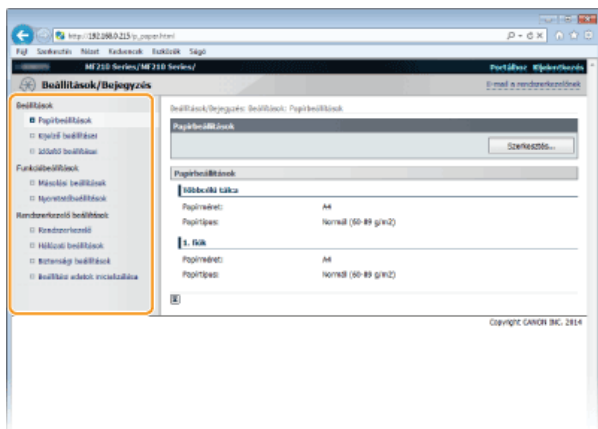 http://192.168.0.215/p_paper.html
Fájl Szerkesztés Nézet Kedvencek Eszközök Súgó
MF210 Series/MF210 Series/
Portálhoz Kijelentkezés
Beállítások/Bejegyzés
E-mail a rendszerkezelőnek
Beállítások
Papírbeállítások
Kijelző beállításai
Időzítő beállításai
Funkcióbeállítások
Másolási beállítások
Nyomtatóbeállítások
Rendszerkezelő beállítások
Rendszerkezelő
Hálózati beállítások
Biztonsági beállítások
Beállítási adatok inicializálása
Beállítások/Bejegyzés: Beállítások: Papírbeállítások
Papírbeállítások
Szerkesztés...
Papírbeállítások
Többcélú tálca
Papírméret: A4
Papírtípus: Normál (60-89 g/m2)
1. fiók
Papírméret: A4
Papírtípus: Normál (60-89 g/m2)
Copyright CANON INC. 2014